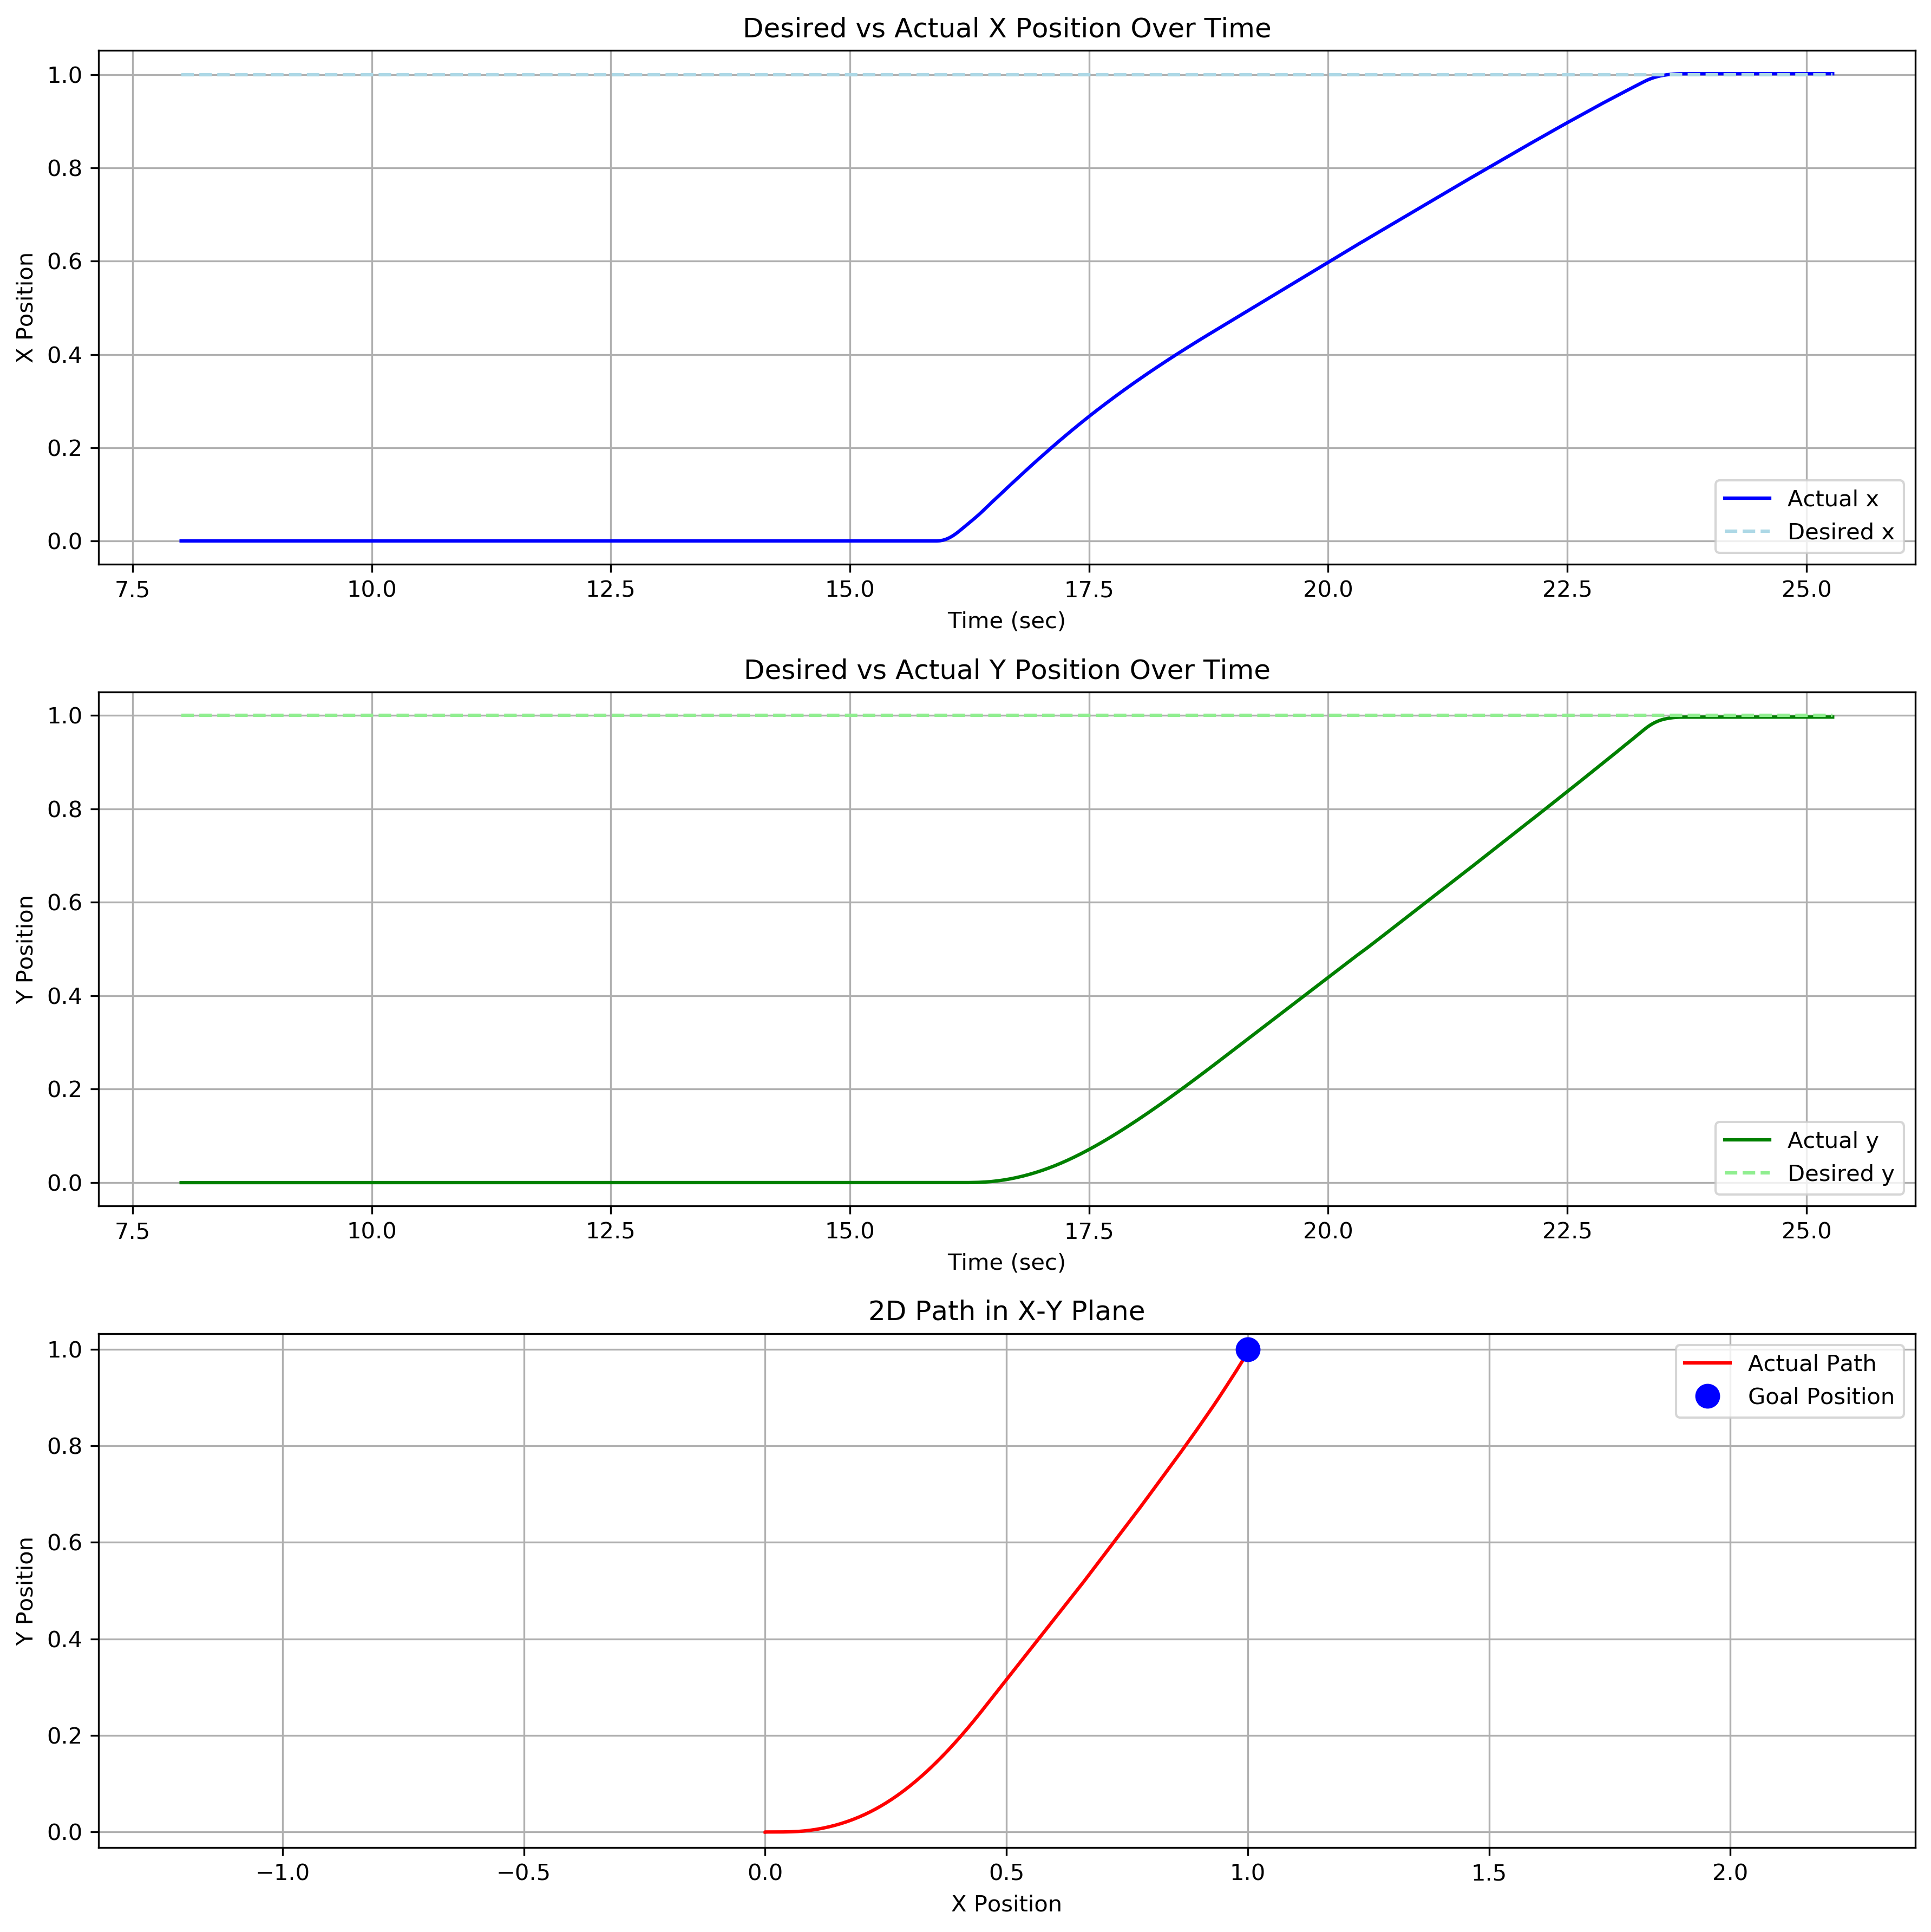 Desired vs Actual X Position Over Time
1.0
0.8
0.6
0.4
0.2
0.0
X Position
Actual x
Desired x
7.5 10.0 12.5 15.0 17.5 20.0 22.5 25.0
Time (sec)
Desired vs Actual Y Position Over Time
1.0
0.8
0.6
0.4
0.2
0.0
Y Position
Actual y
Desired y
7.5 10.0 12.5 15.0 17.5 20.0 22.5 25.0
Time (sec)
2D Path in X-Y Plane
1.0
0.8
0.6
0.4
0.2
0.0
Y Position
Actual Path
Goal Position
−1.0 −0.5 0.0 0.5 1.0 1.5 2.0
X Position